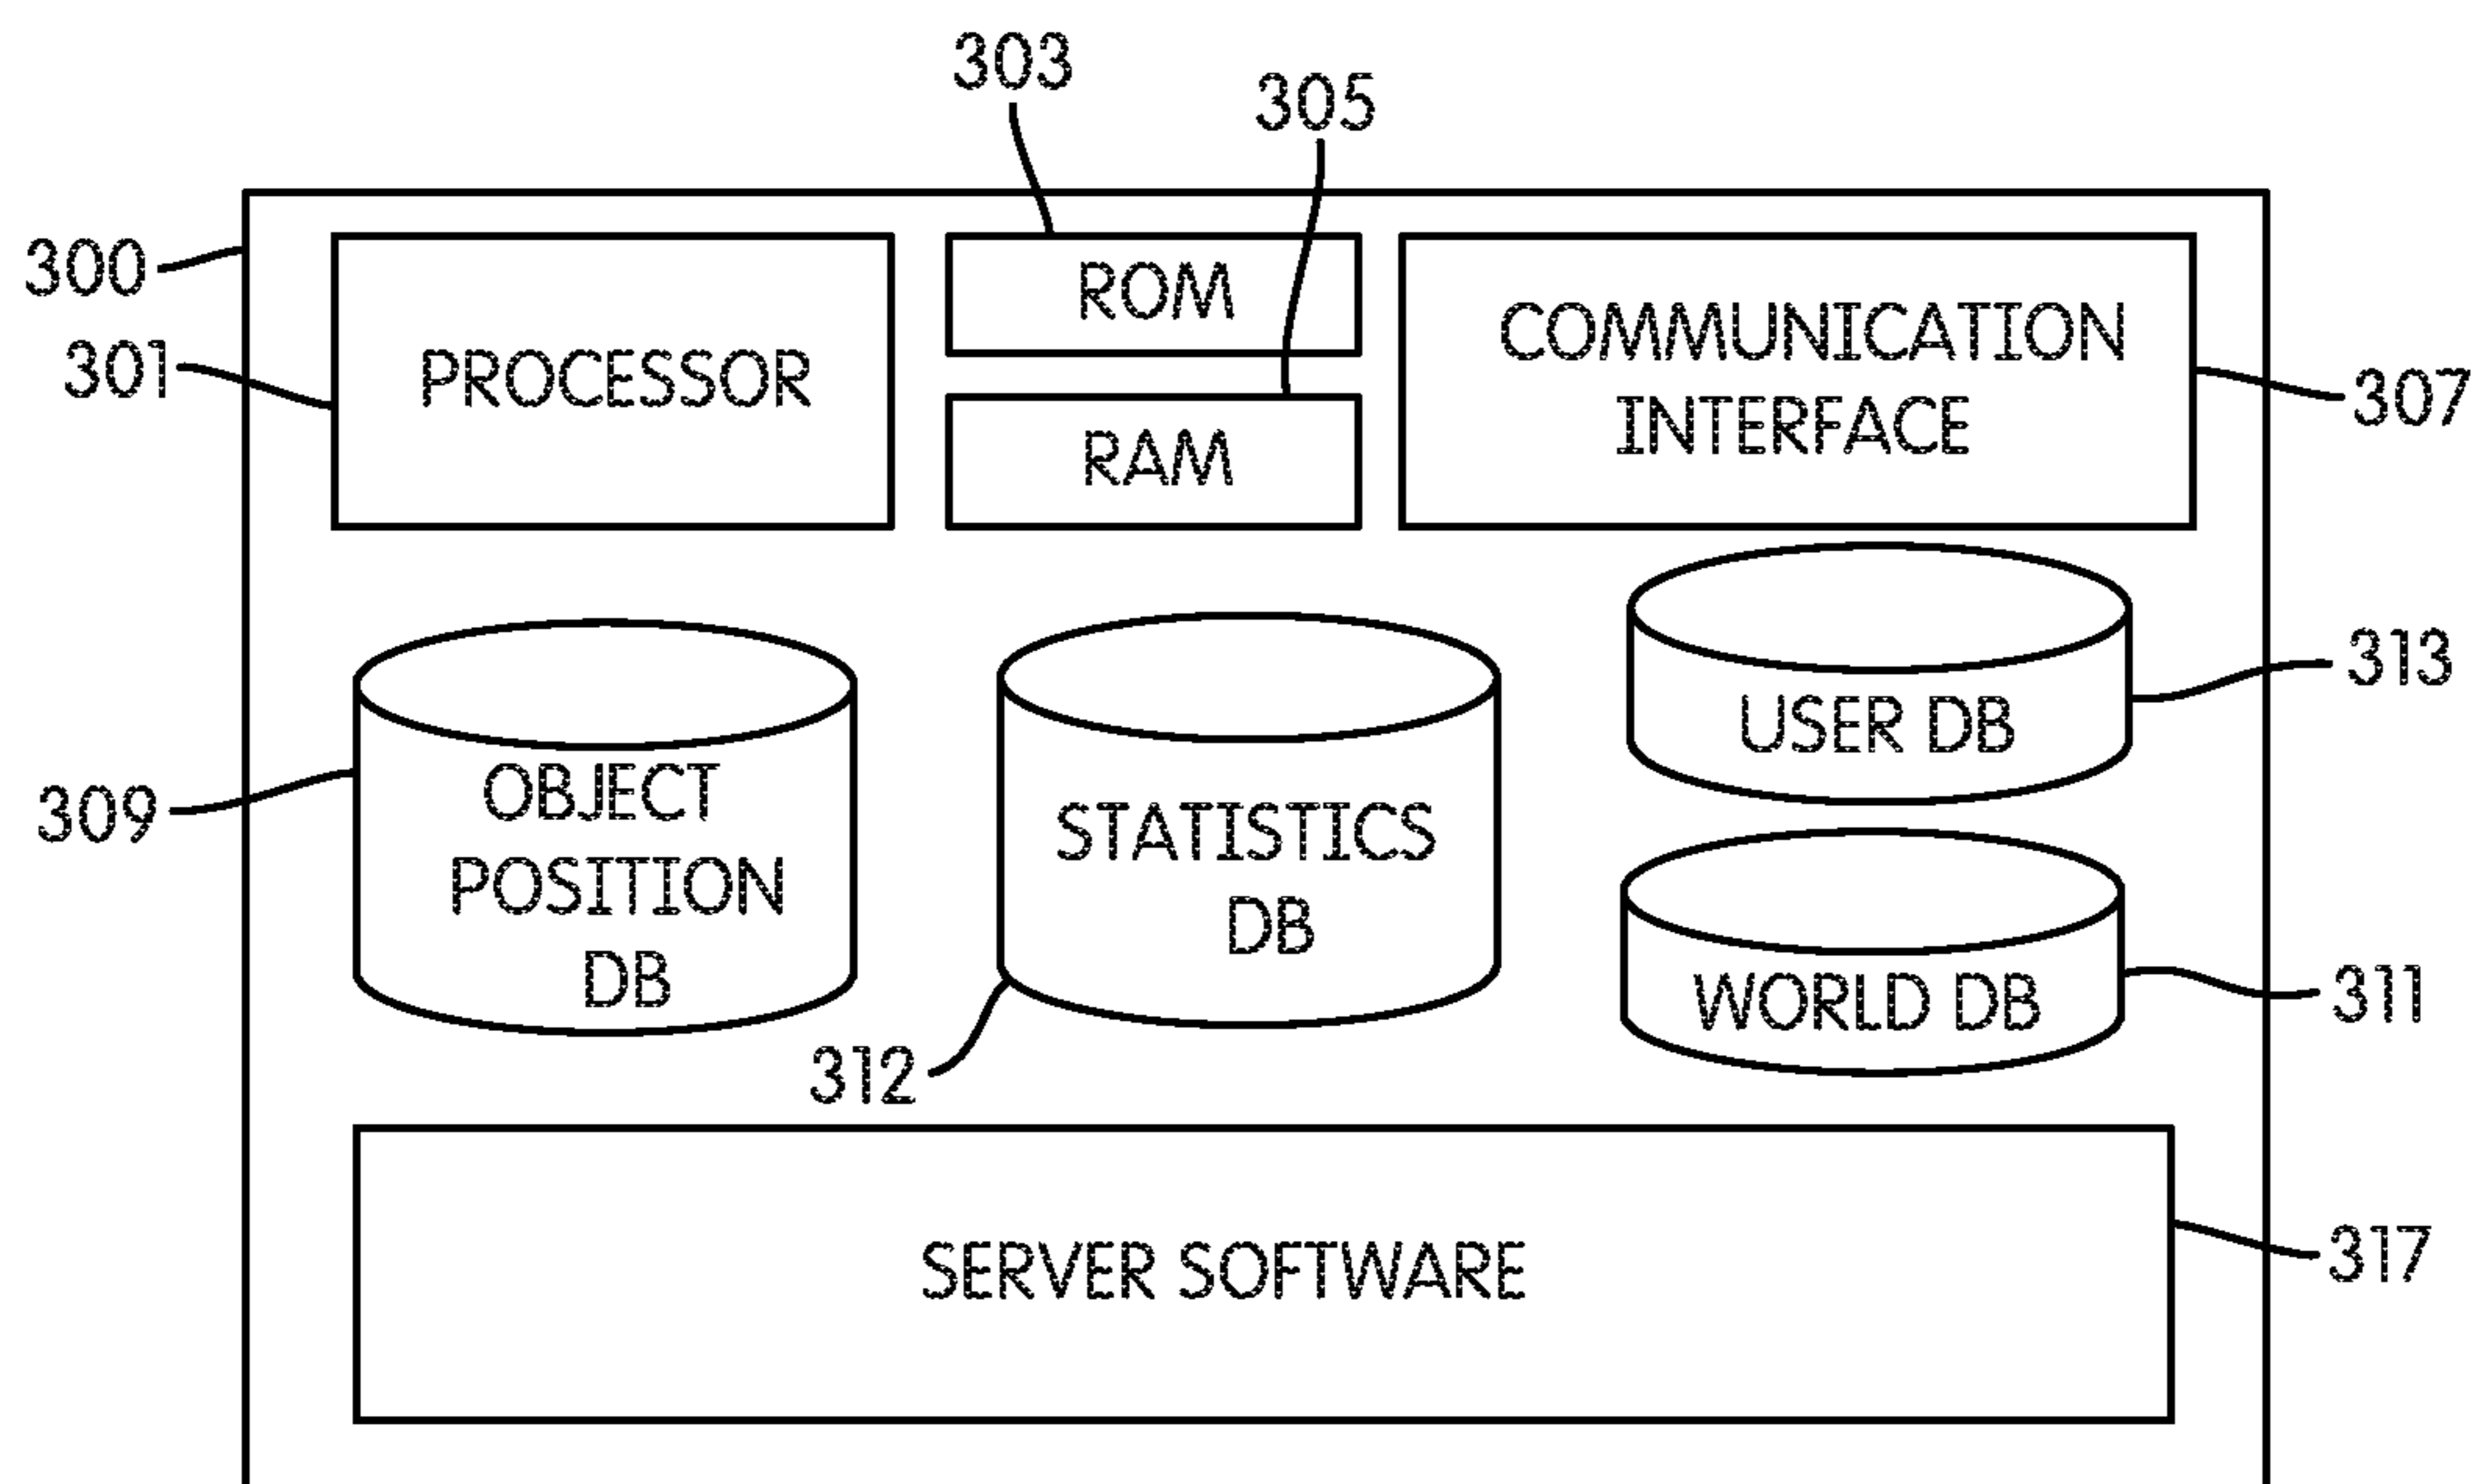 303
305
300
301
PROCESSOR
ROM
RAM
COMMUNICATION
INTERFACE
307
309
OBJECT
POSITION
DB
STATISTICS
DB
312
USER DB
313
WORLD DB
311
SERVER SOFTWARE
317